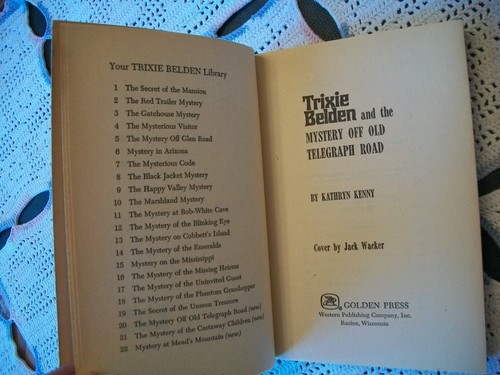 Your TRIXIE BELDEN Library
1 The Secret of the Mansion
2 The Red Trailer Mystery
3 The Gatehouse Mystery
4 The Mysterious Visitor
5 The Mystery Off Glen Road
6 Mystery in Arizona
7 The Mysterious Code
8 The Black Jacket Mystery
9 The Happy Valley Mystery
10 The Marshland Mystery
11 The Mystery at Bob-White Cave
12 The Mystery of the Blinking Eye
13 The Mystery on Cobbett's Island
14 The Mystery of the Emeralds
15 Mystery on the Mississippi
16 The Mystery of the Missing Heiress
17 The Mystery of the Uninvited Guest
18 The Mystery of the Phantom Grasshopper
19 The Secret of the Unseen Treasure
20 The Mystery Off Old Telegraph Road (new)
21 The Mystery of the Castaway Children (new)
22 Mystery at Mead's Mountain (new)
Trixie
Belden and the
MYSTERY OFF OLD
TELEGRAPH ROAD
BY KATHRYN KENNY
Cover by Jack Wacker
GOLDEN PRESS
Western Publishing Company, Inc.
Racine, Wisconsin